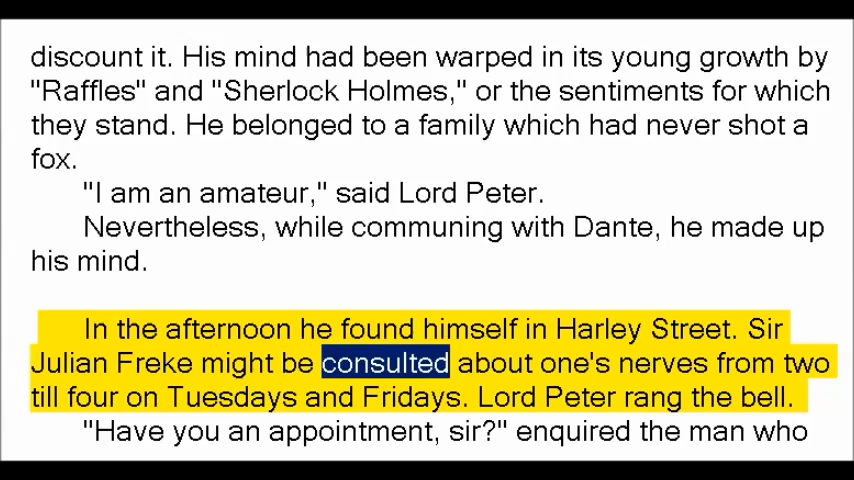 discount it. His mind had been warped in its young growth by
"Raffles" and "Sherlock Holmes," or the sentiments for which
they stand. He belonged to a family which had never shot a
fox.
"I am an amateur," said Lord Peter.
Nevertheless, while communing with Dante, he made up
his mind.
In the afternoon he found himself in Harley Street. Sir
Julian Freke might be consulted about one's nerves from two
till four on Tuesdays and Fridays. Lord Peter rang the bell.
"Have you an appointment, sir?" enquired the man who